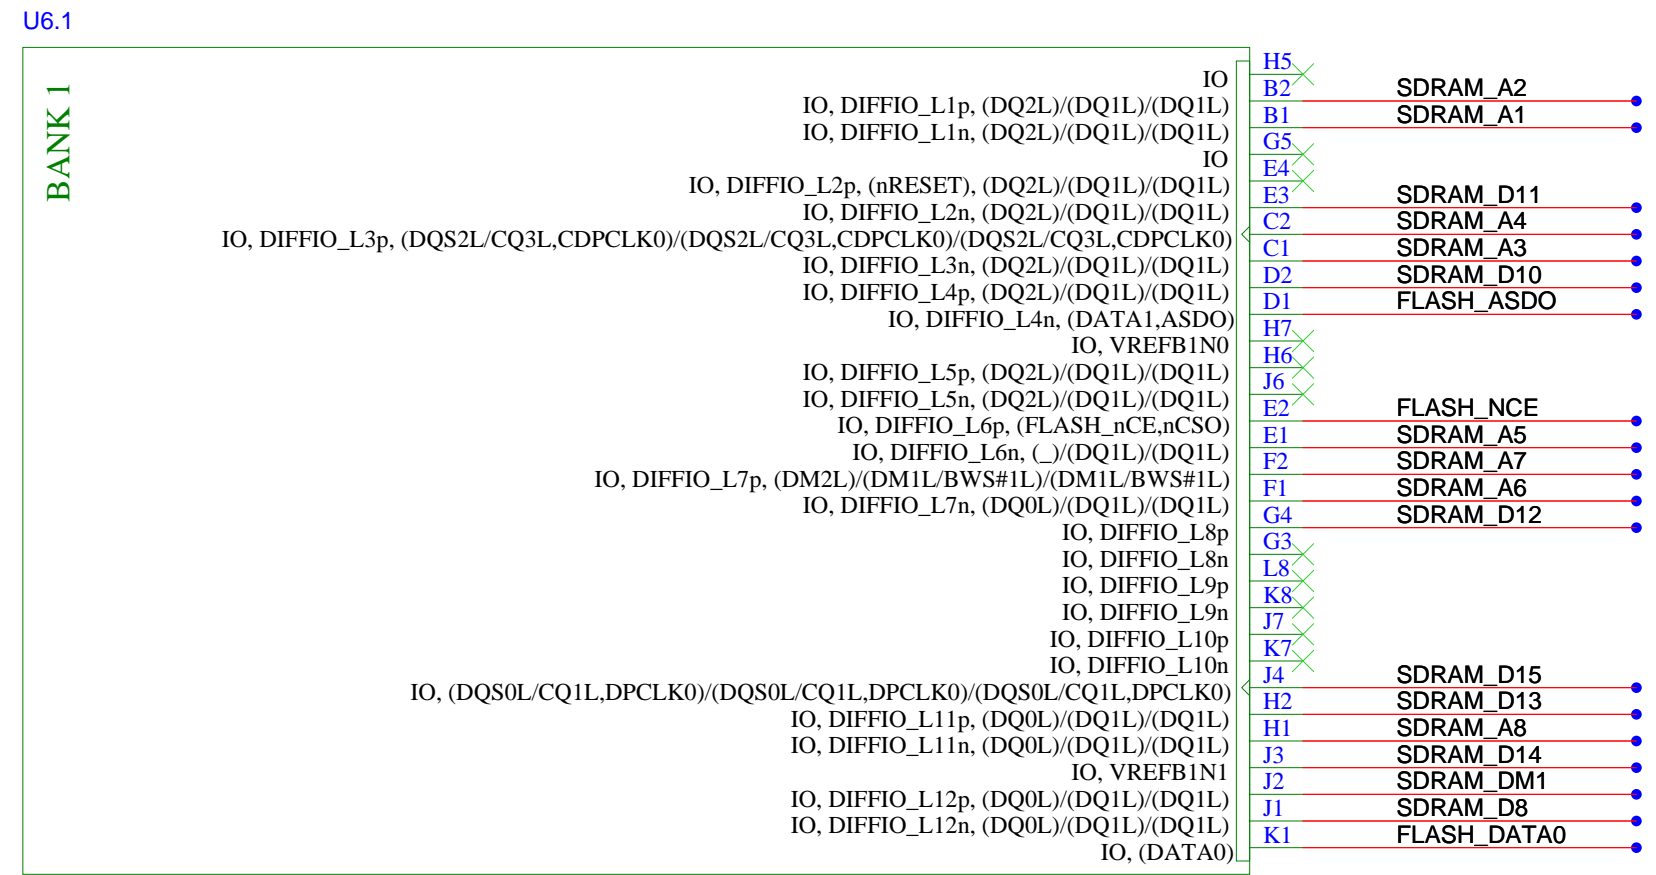 U6.1
BANK 1
IO H5
IO, DIFFIO_L1p, (DQ2L)/(DQ1L)/(DQ1L) B2 SDRAM_A2
IO, DIFFIO_L1n, (DQ2L)/(DQ1L)/(DQ1L) B1 SDRAM_A1
IO G5
IO, DIFFIO_L2p, (nRESET), (DQ2L)/(DQ1L)/(DQ1L) E4
IO, DIFFIO_L2n, (DQ2L)/(DQ1L)/(DQ1L) E3 SDRAM_D11
IO, DIFFIO_L3p, (DQS2L/CQ3L,CDPCLK0)/(DQS2L/CQ3L,CDPCLK0)/(DQS2L/CQ3L,CDPCLK0) C2 SDRAM_A4
IO, DIFFIO_L3n, (DQ2L)/(DQ1L)/(DQ1L) C1 SDRAM_A3
IO, DIFFIO_L4p, (DQ2L)/(DQ1L)/(DQ1L) D2 SDRAM_D10
IO, DIFFIO_L4n, (DATA1,ASDO) D1 FLASH_ASDO
IO, VREFB1N0 H7
IO, DIFFIO_L5p, (DQ2L)/(DQ1L)/(DQ1L) H6
IO, DIFFIO_L5n, (DQ2L)/(DQ1L)/(DQ1L) J6
IO, DIFFIO_L6p, (FLASH_nCE,nCSO) E2 FLASH_NCE
IO, DIFFIO_L6n, (_)/(DQ1L)/(DQ1L) E1 SDRAM_A5
IO, DIFFIO_L7p, (DM2L)/(DM1L/BWS#1L)/(DM1L/BWS#1L) F2 SDRAM_A7
IO, DIFFIO_L7n, (DQ0L)/(DQ1L)/(DQ1L) F1 SDRAM_A6
IO, DIFFIO_L8p G4 SDRAM_D12
IO, DIFFIO_L8n G3
IO, DIFFIO_L9p L8
IO, DIFFIO_L9n K8
IO, DIFFIO_L10p J7
IO, DIFFIO_L10n K7
IO, (DQS0L/CQ1L,DPCLK0)/(DQS0L/CQ1L,DPCLK0)/(DQS0L/CQ1L,DPCLK0) J4 SDRAM_D15
IO, DIFFIO_L11p, (DQ0L)/(DQ1L)/(DQ1L) H2 SDRAM_D13
IO, DIFFIO_L11n, (DQ0L)/(DQ1L)/(DQ1L) H1 SDRAM_A8
IO, VREFB1N1 J3 SDRAM_D14
IO, DIFFIO_L12p, (DQ0L)/(DQ1L)/(DQ1L) J2 SDRAM_DM1
IO, DIFFIO_L12n, (DQ0L)/(DQ1L)/(DQ1L) J1 SDRAM_D8
IO, (DATA0) K1 FLASH_DATA0